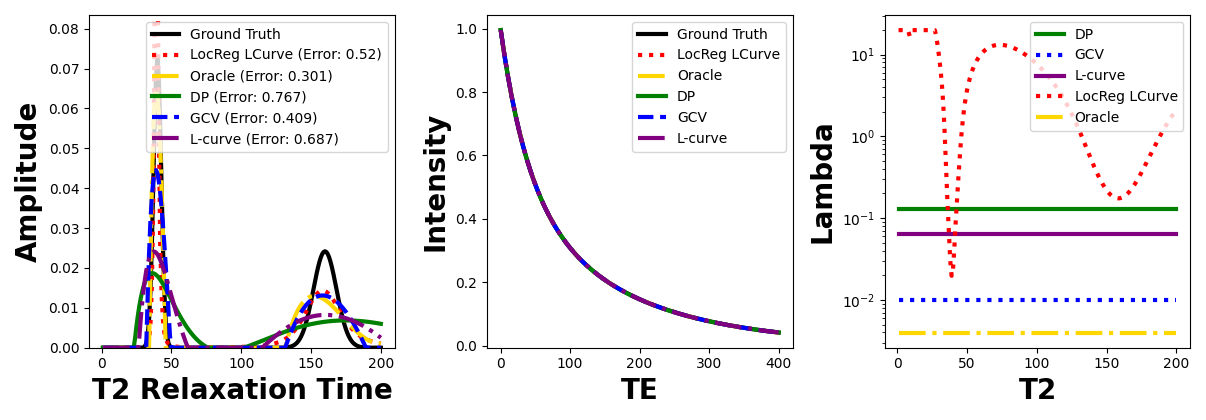 Amplitude
0.08
0.07
0.06
0.05
0.04
0.03
0.02
0.01
0.00
0 50 100 150 200
T2 Relaxation Time
Ground Truth
LocReg LCurve (Error: 0.52)
Oracle (Error: 0.301)
DP (Error: 0.767)
GCV (Error: 0.409)
L-curve (Error: 0.687)
Intensity
1.0
0.8
0.6
0.4
0.2
0.0
0 100 200 300 400
TE
Ground Truth
LocReg LCurve
Oracle
DP
GCV
L-curve
Lambda
10¹
10⁰
10⁻¹
10⁻²
0 50 100 150 200
T2
DP
GCV
L-curve
LocReg LCurve
Oracle